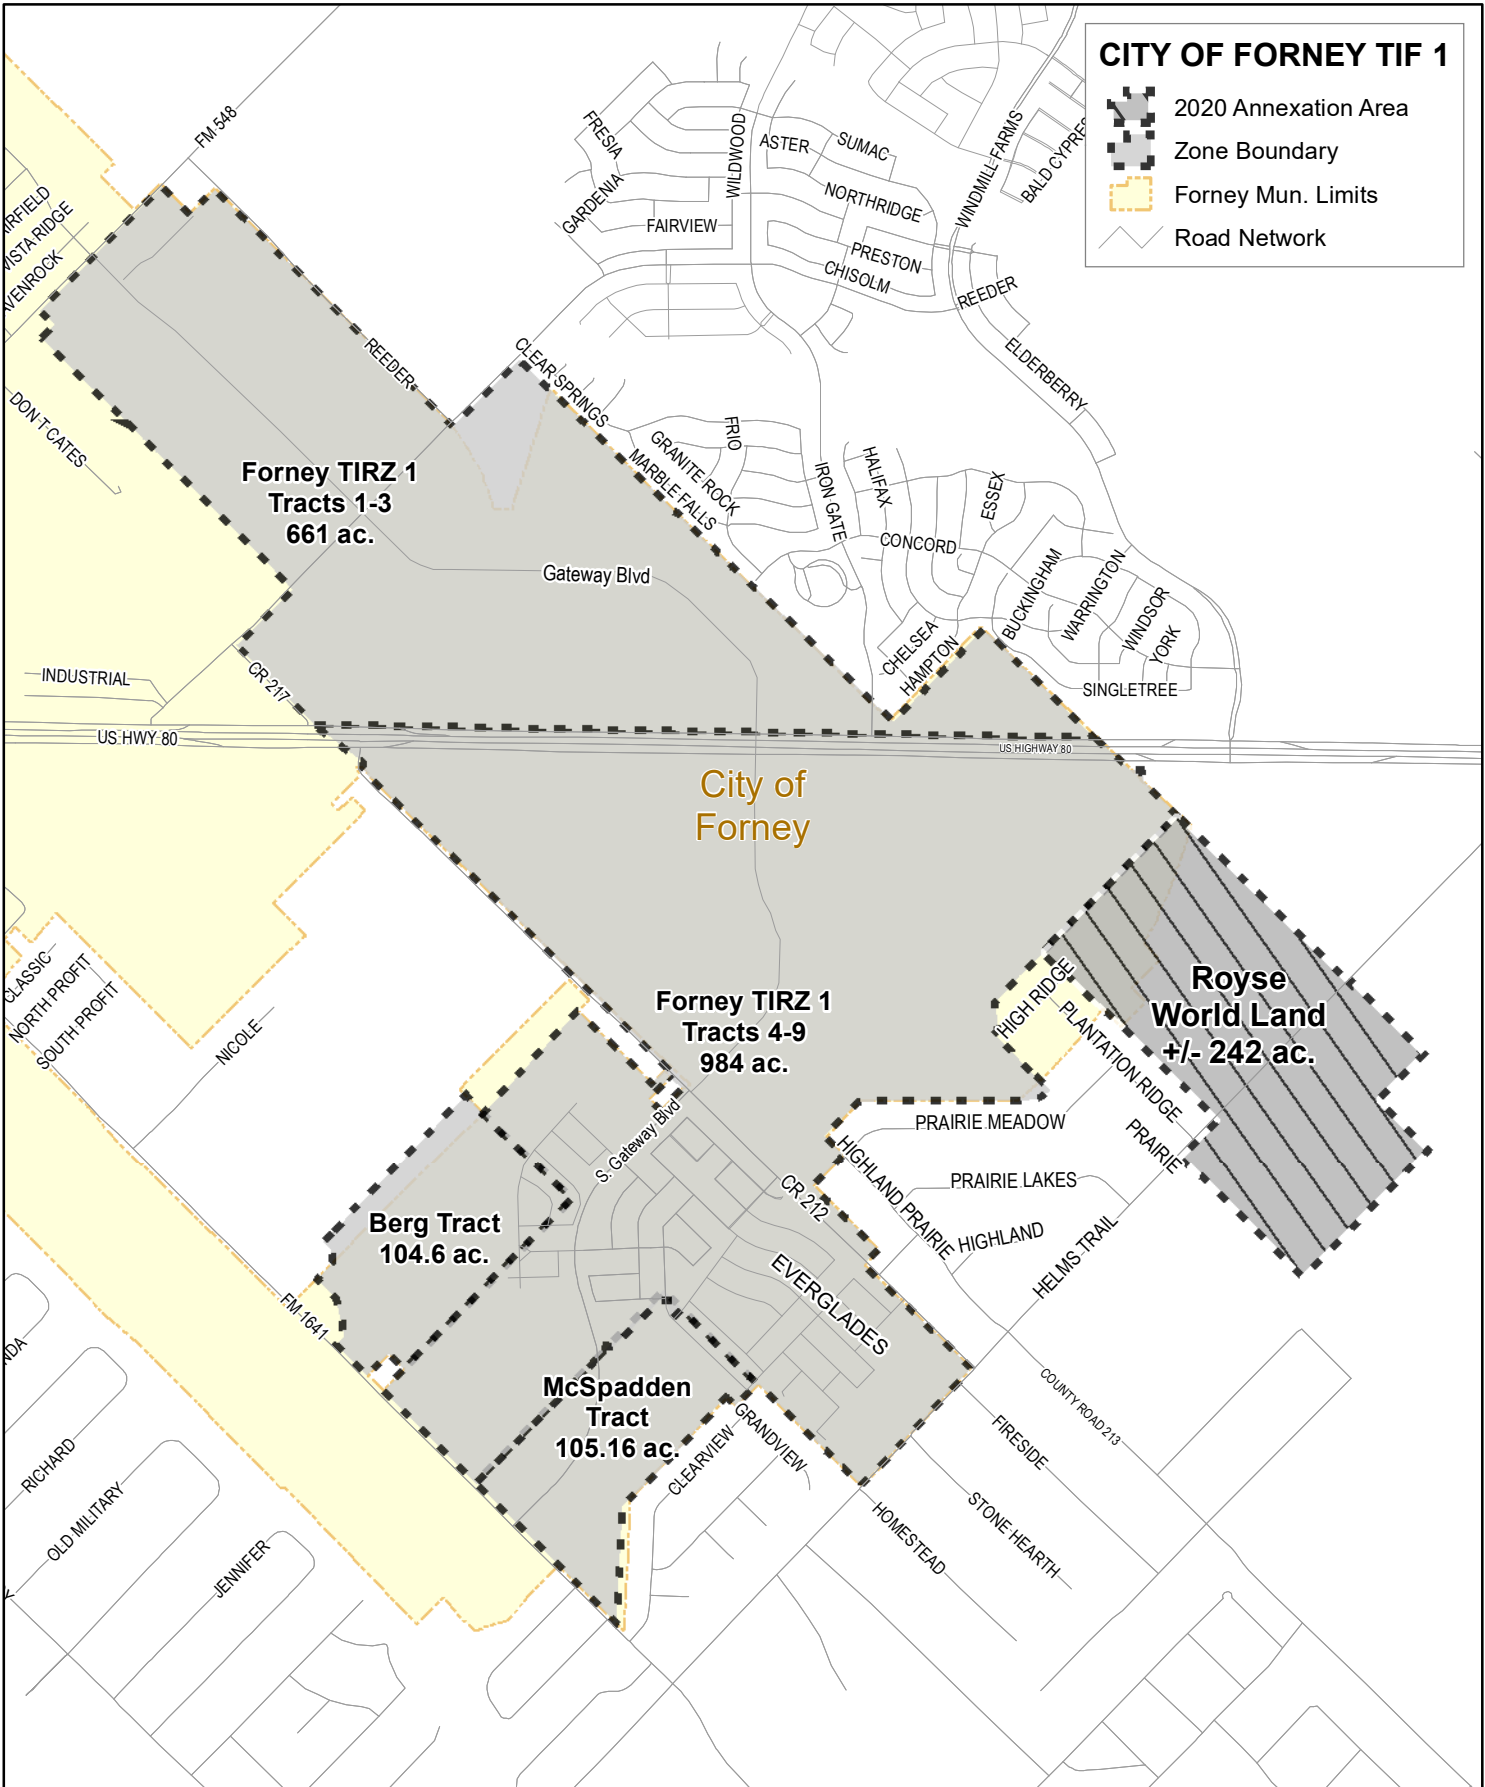 CITY OF FORNEY TIF 1
2020 Annexation Area
Zone Boundary
Forney Mun. Limits
Road Network
FM 548
FRESIA
GARDENIA
WILDWOOD
FAIRVIEW
ASTER
SUMAC
NORTHRIDGE
PRESTON
CHISOLM
WINDMILL FARMS
REEDER
ELDERBERRY
VISTA RIDGE
DON T CATES
REEDER
CLEAR SPRINGS
GRANITE ROCK
MARBLE FALLS
FRIO
IRON GATE
HALIFAX
CONCORD
ESSEX
BUCKINGHAM
WARRINGTON
WINDSOR
YORK
SINGLETREE
CHELSEA
HAMPTON
Forney TIRZ 1
Tracts 1-3
661 ac.
Gateway Blvd
INDUSTRIAL
CR 217
US HWY 80
US HIGHWAY 80
City of
Forney
CLASSIC
NORTH PROFIT
SOUTH PROFIT
NICOLE
Forney TIRZ 1
Tracts 4-9
984 ac.
HIGH RIDGE
PLANTATION RIDGE
Royse
World Land
+/- 242 ac.
PRAIRIE MEADOW
PRAIRIE
PRAIRIE LAKES
HIGHLAND PRAIRIE
HIGHLAND
HELMS TRAIL
S. Gateway Blvd
CR 212
Berg Tract
104.6 ac.
EVERGLADES
FM 1641
McSpadden
Tract
105.16 ac.
CLEARVIEW
GRANDVIEW
COUNTY ROAD 213
FIRESIDE
STONE HEARTH
HOMESTEAD
RICHARD
OLD MILITARY
JENNIFER